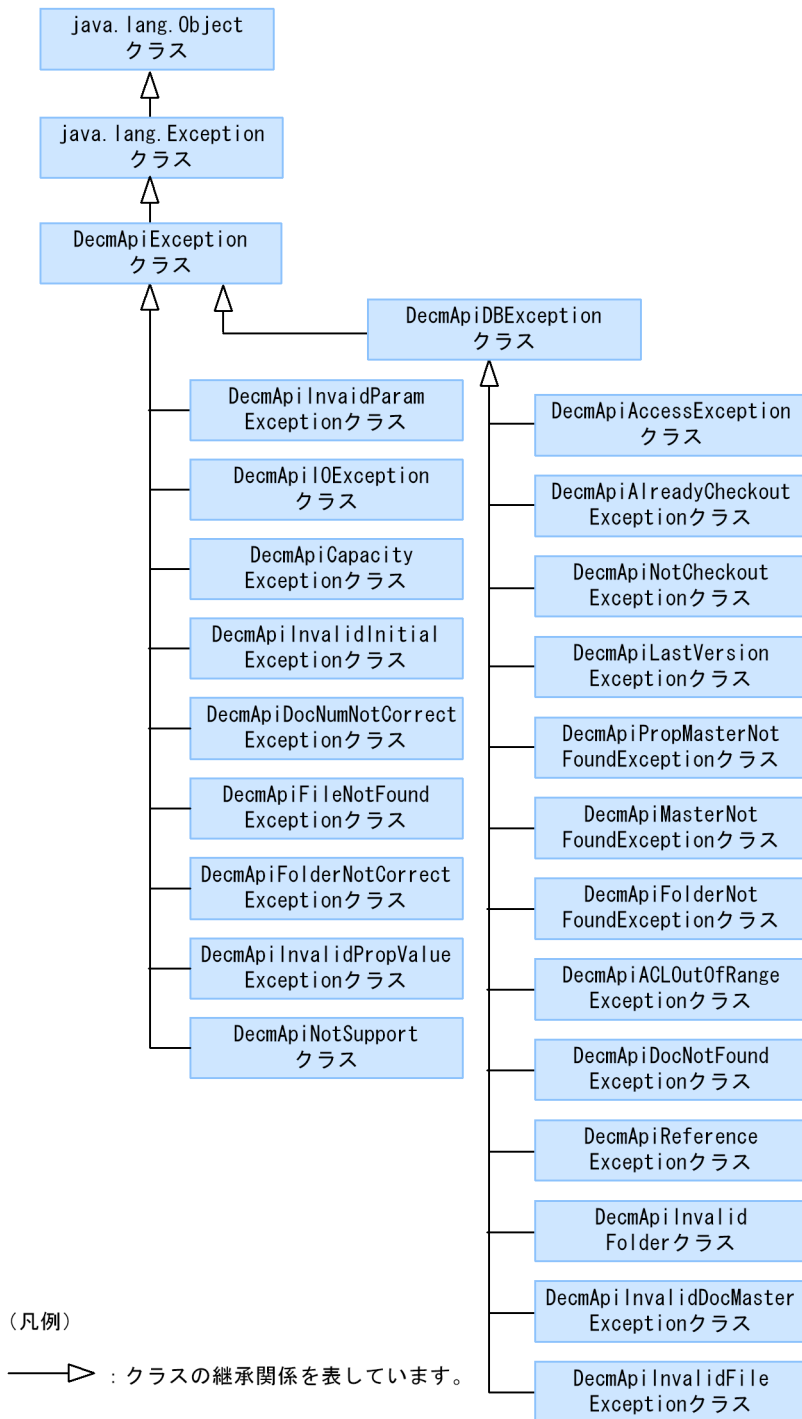 java.lang.Object
クラス
java.lang.Exception
クラス
DecmApiException
クラス
DecmApiDBException
クラス
DecmApiInvaidParam
Exceptionクラス
DecmApiIOException
クラス
DecmApiCapacity
Exceptionクラス
DecmApiInvalidInitial
Exceptionクラス
DecmApiDocNumNotCorrect
Exceptionクラス
DecmApiFileNotFound
Exceptionクラス
DecmApiFolderNotCorrect
Exceptionクラス
DecmApiInvalidPropValue
Exceptionクラス
DecmApiNotSupport
クラス
DecmApiAccessException
クラス
DecmApiAlreadyCheckout
Exceptionクラス
DecmApiNotCheckout
Exceptionクラス
DecmApiLastVersion
Exceptionクラス
DecmApiPropMasterNot
FoundExceptionクラス
DecmApiMasterNot
FoundExceptionクラス
DecmApiFolderNot
FoundExceptionクラス
DecmApiACLOutOfRange
Exceptionクラス
DecmApiDocNotFound
Exceptionクラス
DecmApiReference
Exceptionクラス
DecmApiInvalid
Folderクラス
DecmApiInvalidDocMaster
Exceptionクラス
DecmApiInvalidFile
Exceptionクラス
（凡例）
：クラスの継承関係を表しています。